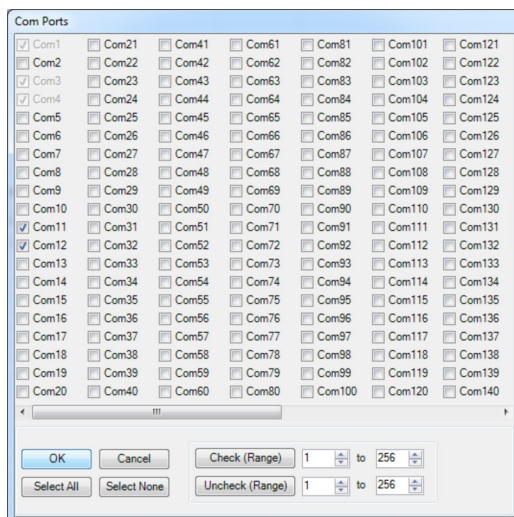 Com Ports
Com1 Com21 Com41 Com61 Com81 Com101 Com121
Com2 Com22 Com42 Com62 Com82 Com102 Com122
Com3 Com23 Com43 Com63 Com83 Com103 Com123
Com4 Com24 Com44 Com64 Com84 Com104 Com124
Com5 Com25 Com45 Com65 Com85 Com105 Com125
Com6 Com26 Com46 Com66 Com86 Com106 Com126
Com7 Com27 Com47 Com67 Com87 Com107 Com127
Com8 Com28 Com48 Com68 Com88 Com108 Com128
Com9 Com29 Com49 Com69 Com89 Com109 Com129
Com10 Com30 Com50 Com70 Com90 Com110 Com130
Com11 Com31 Com51 Com71 Com91 Com111 Com131
Com12 Com32 Com52 Com72 Com92 Com112 Com132
Com13 Com33 Com53 Com73 Com93 Com113 Com133
Com14 Com34 Com54 Com74 Com94 Com114 Com134
Com15 Com35 Com55 Com75 Com95 Com115 Com135
Com16 Com36 Com56 Com76 Com96 Com116 Com136
Com17 Com37 Com57 Com77 Com97 Com117 Com137
Com18 Com38 Com58 Com78 Com98 Com118 Com138
Com19 Com39 Com59 Com79 Com99 Com119 Com139
Com20 Com40 Com60 Com80 Com100 Com120 Com140
OK Cancel Check (Range) 1 to 256
Select All Select None Uncheck (Range) 1 to 256